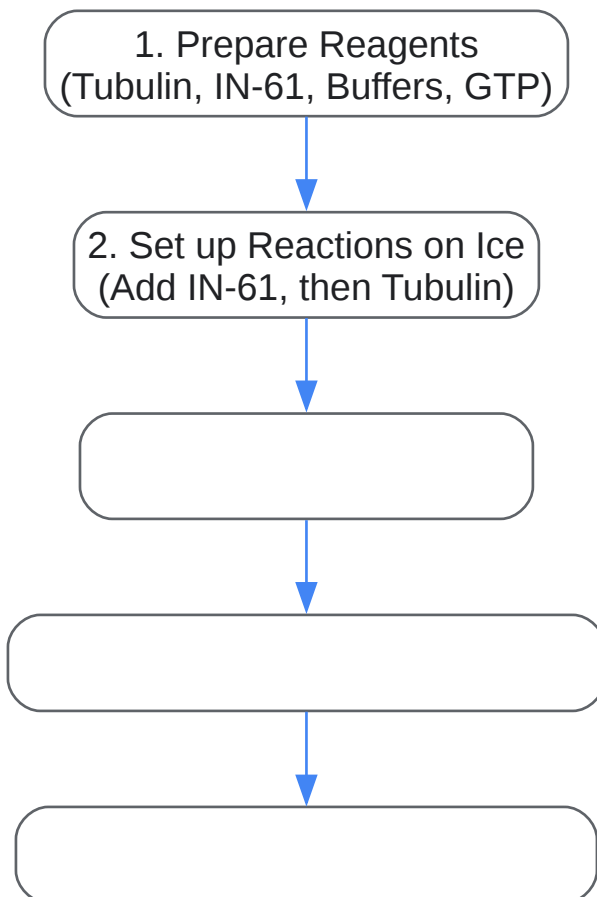 1. Prepare Reagents
(Tubulin, IN-61, Buffers, GTP)
2. Set up Reactions on Ice
(Add IN-61, then Tubulin)